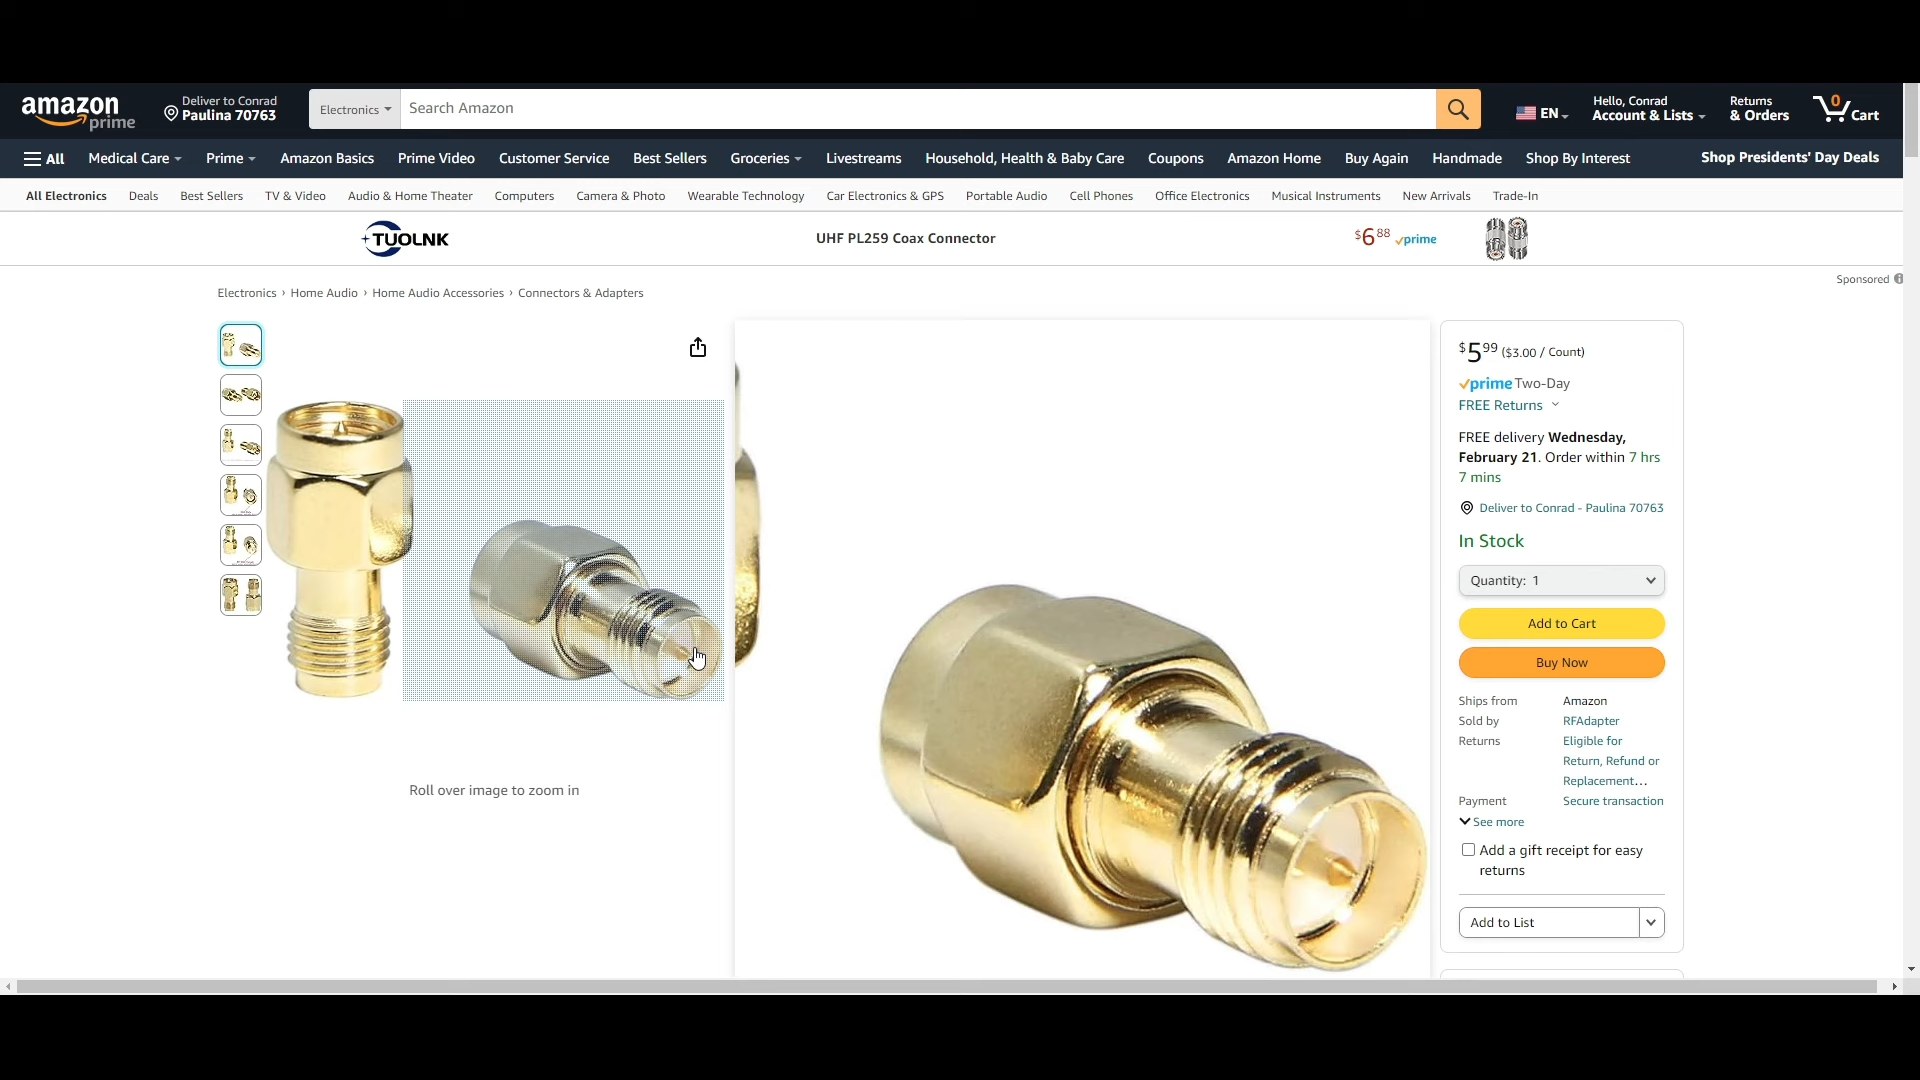 amazon
prime
Deliver to Conrad
Paulina 70763
Electronics
Search Amazon
EN
Hello, Conrad
Account & Lists
Returns
& Orders
0
Cart
All
Medical Care
Prime
Amazon Basics
Prime Video
Customer Service
Best Sellers
Groceries
Livestreams
Household, Health & Baby Care
Coupons
Amazon Home
Buy Again
Handmade
Shop By Interest
Shop Presidents' Day Deals
All Electronics
Deals
Best Sellers
TV & Video
Audio & Home Theater
Computers
Camera & Photo
Wearable Technology
Car Electronics & GPS
Portable Audio
Cell Phones
Office Electronics
Musical Instruments
New Arrivals
Trade-In
TUOLNK
UHF PL259 Coax Connector
$6 88 prime
Sponsored
Electronics › Home Audio › Home Audio Accessories › Connectors & Adapters
Roll over image to zoom in
$5 99 ($3.00 / Count)
prime Two-Day
FREE Returns
FREE delivery Wednesday,
February 21. Order within 7 hrs
7 mins
Deliver to Conrad - Paulina 70763
In Stock
Quantity: 1
Add to Cart
Buy Now
Ships from Amazon
Sold by RFAdapter
Returns Eligible for
Return, Refund or
Replacement...
Payment Secure transaction
See more
Add a gift receipt for easy
returns
Add to List